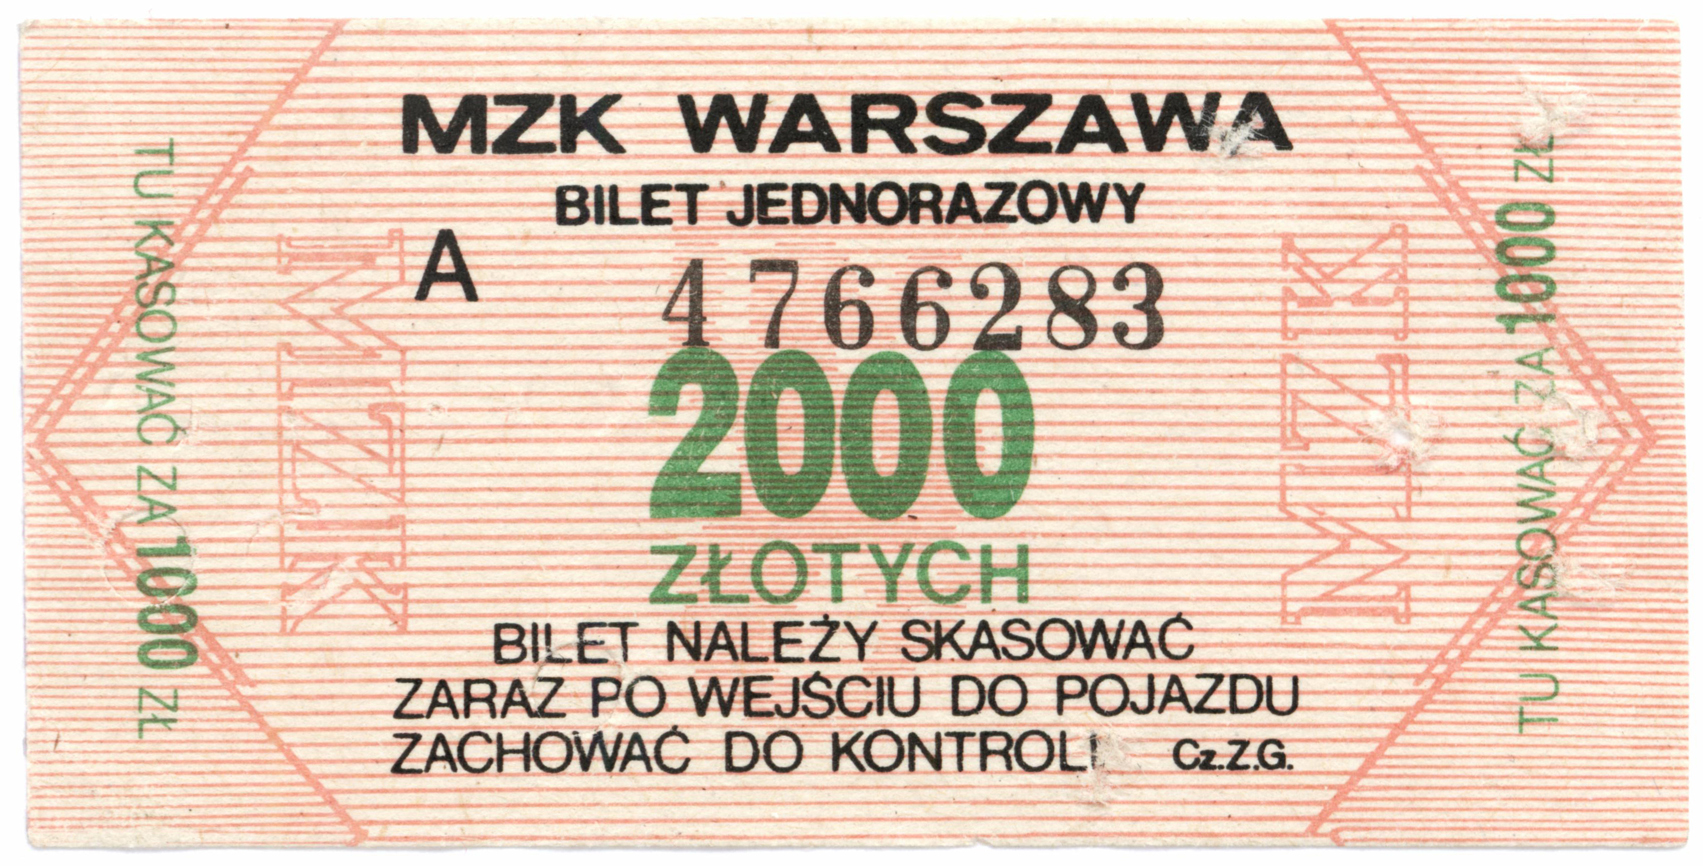 MZK WARSZAWA
BILET JEDNORAZOWY
A 4766283
2000
ZŁOTYCH
BILET NALEŻY SKASOWAĆ
ZARAZ PO WEJŚCIU DO POJAZDU
ZACHOWAĆ DO KONTROLI Cz.Z.G.
TU KASOWAĆ ZA 1000 ZŁ
MZK
MZK
TU KASOWAĆ ZA 1000 ZŁ